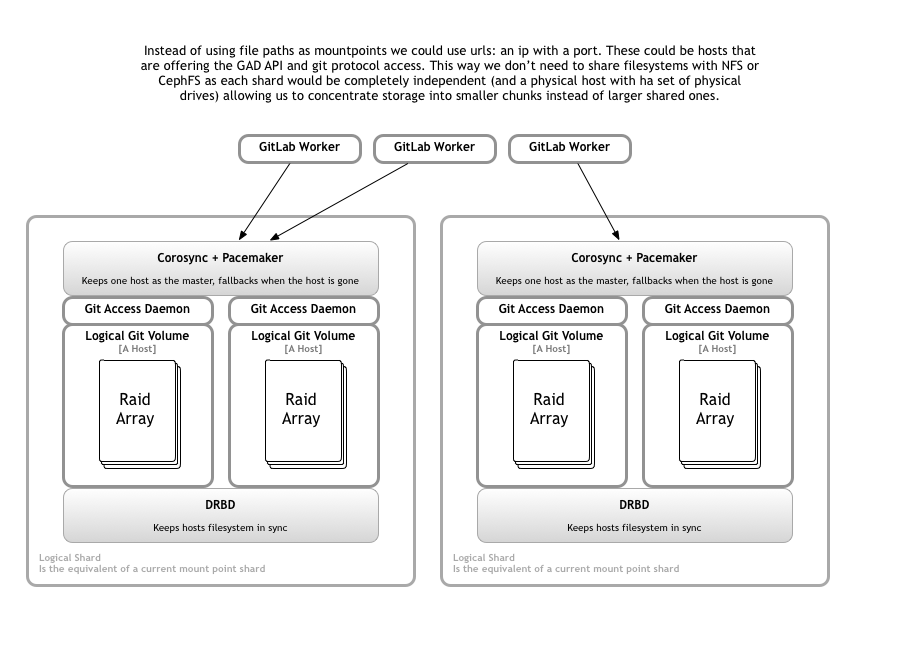 Instead of using file paths as mountpoints we could use urls: an ip with a port. These could be hosts that
are offering the GAD API and git protocol access. This way we don't need to share filesystems with NFS or
CephFS as each shard would be completely independent (and a physical host with ha set of physical
drives) allowing us to concentrate storage into smaller chunks instead of larger shared ones.
GitLab Worker
GitLab Worker
GitLab Worker
Corosync + Pacemaker
Keeps one host as the master, fallbacks when the host is gone
Git Access Daemon
Git Access Daemon
Logical Git Volume
[A Host]
Raid
Array
Logical Git Volume
[A Host]
Raid
Array
DRBD
Keeps hosts filesystem in sync
Logical Shard
Is the equivalent of a current mount point shard
Corosync + Pacemaker
Keeps one host as the master, fallbacks when the host is gone
Git Access Daemon
Git Access Daemon
Logical Git Volume
[A Host]
Raid
Array
Logical Git Volume
[A Host]
Raid
Array
DRBD
Keeps hosts filesystem in sync
Logical Shard
Is the equivalent of a current mount point shard